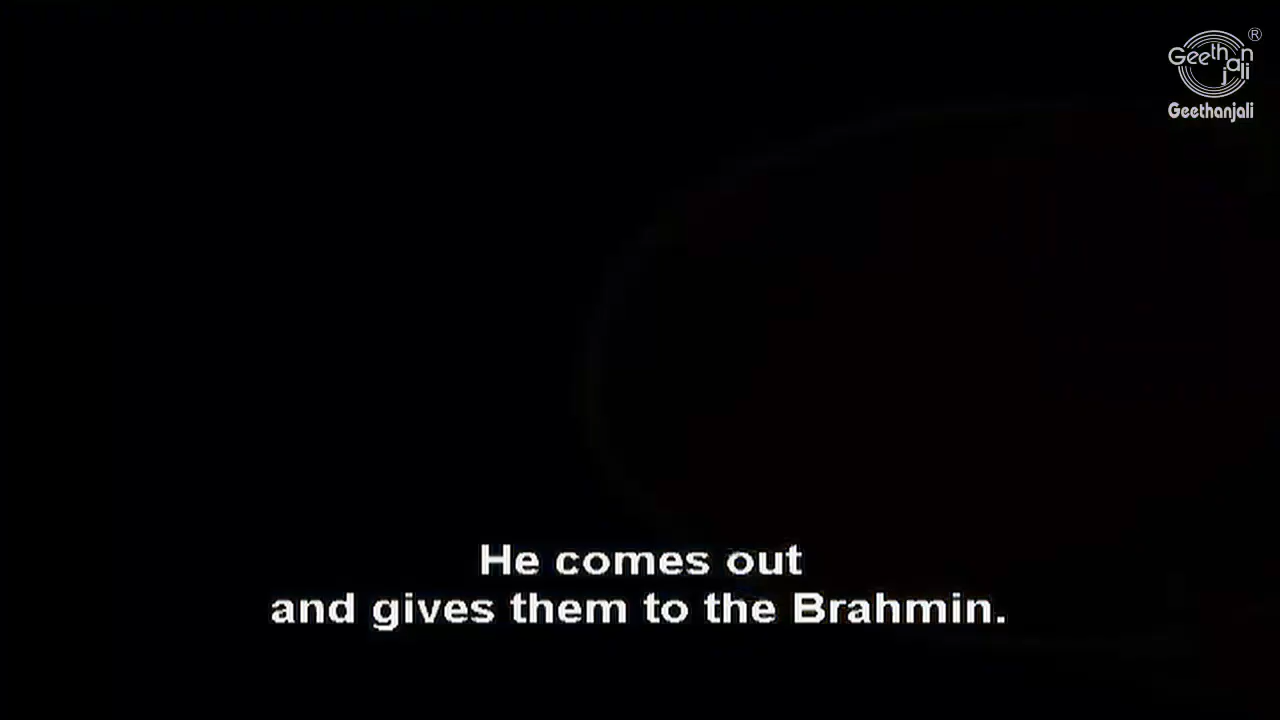 Geethanjali ®
Geethanjali
He comes out
and gives them to the Brahmin.